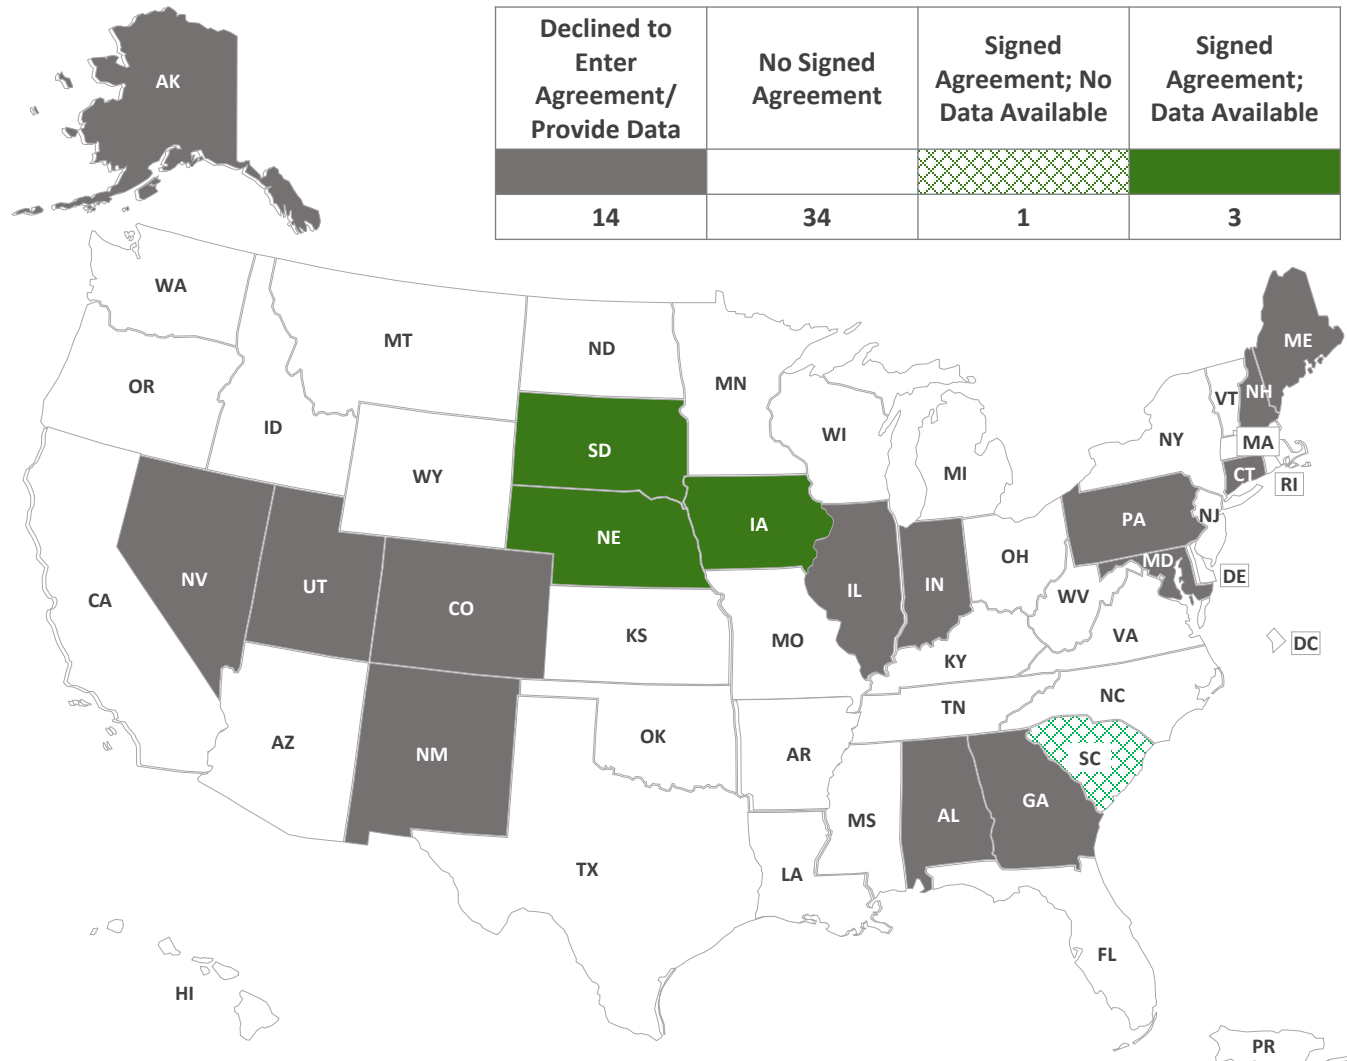 Declined to
Enter
Agreement/
Provide Data
No Signed
Agreement
Signed
Agreement; No
Data Available
Signed
Agreement;
Data Available
14
34
1
3
AK
WA
MT
ND
MN
OR
ID
WY
SD
NE
IA
WI
MI
NY
VT
NH
ME
MA
CT
RI
PA
NJ
NV
UT
CO
CA
KS
MO
IL
IN
OH
WV
MD
DE
VA
DC
KY
NC
TN
AZ
NM
OK
AR
SC
MS
AL
GA
TX
LA
FL
HI
PR